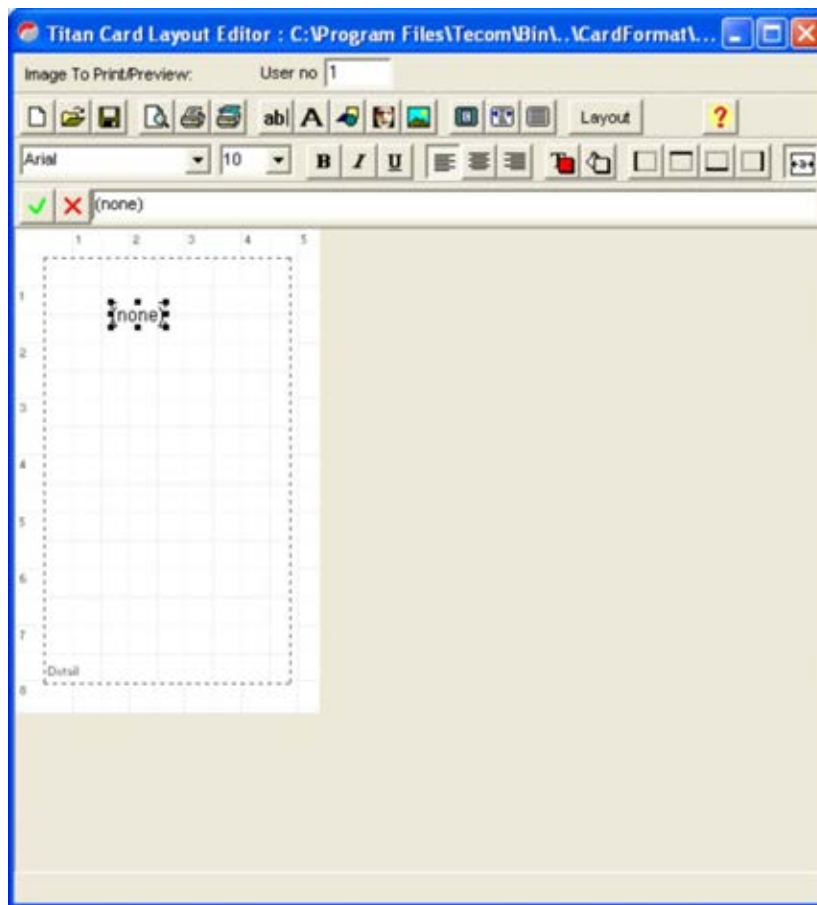 Titan Card Layout Editor : C:\Program Files\Tecom\Bin\..\CardFormat\...
Image To Print/Preview: User no 1
ab| A Layout ?
Arial 10 B I U
(none)
1 2 3 4 5
1
(none)
2
3
4
5
6
7
Detail
8